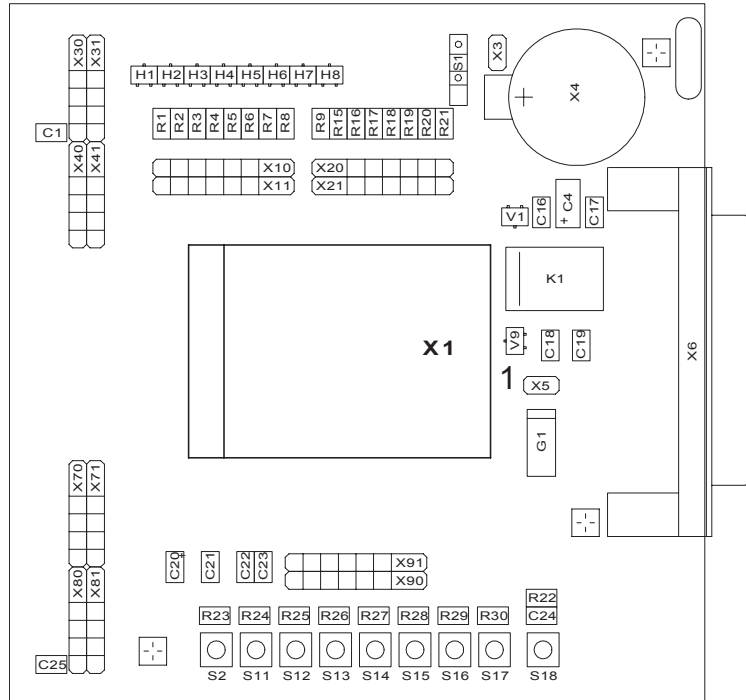 X30 X31 S1 X3
H1 H2 H3 H4 H5 H6 H7 H8
X4
C1
R1 R2 R3 R4 R5 R6 R7 R8 R9 R15 R16 R17 R18 R19 R20 R21
X40 X41
X10 X20
X11 X21
V1 C16 + C4 C17
K1
X1
V9 C18 C19
X6
1 X5
G1
X70 X71
C20 + C21 C22 C23
X91
X90
X80 X81
R22
R23 R24 R25 R26 R27 R28 R29 R30 C24
C25
S2 S11 S12 S13 S14 S15 S16 S17 S18